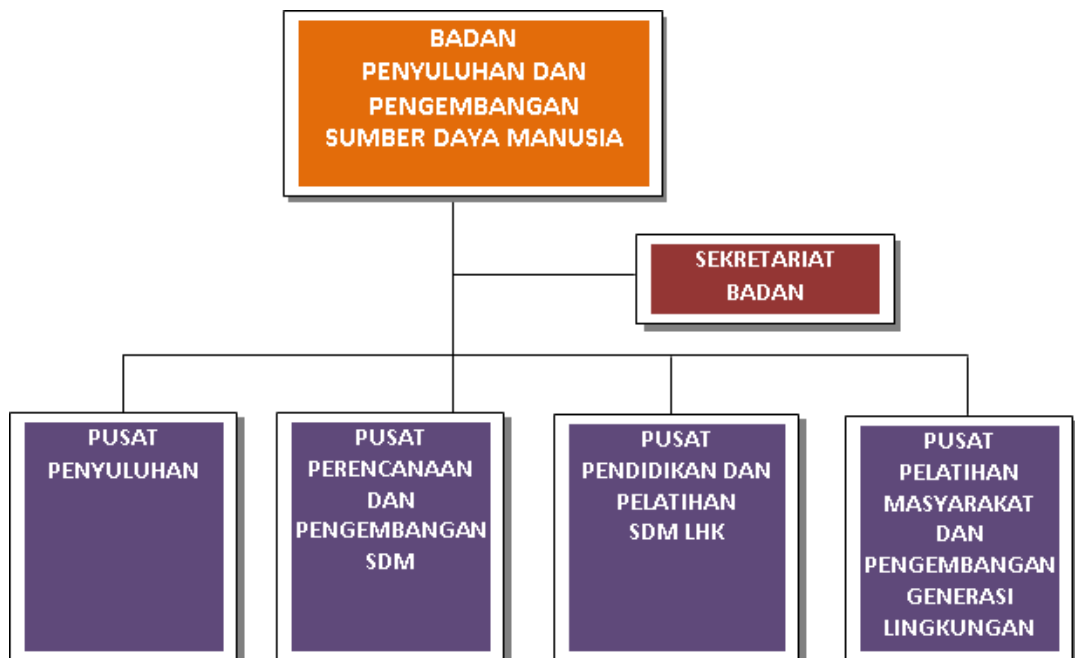 BADAN
PENYULUHAN DAN
PENGEMBANGAN
SUMBER DAYA MANUSIA
SEKRETARIAT
BADAN
PUSAT
PENYULUHAN
PUSAT
PERENCANAAN
DAN
PENGEMBANGAN
SDM
PUSAT
PENDIDIKAN DAN
PELATIHAN
SDM LHK
PUSAT
PELATIHAN
MASYARAKAT
DAN
PENGEMBANGAN
GENERASI
LINGKUNGAN